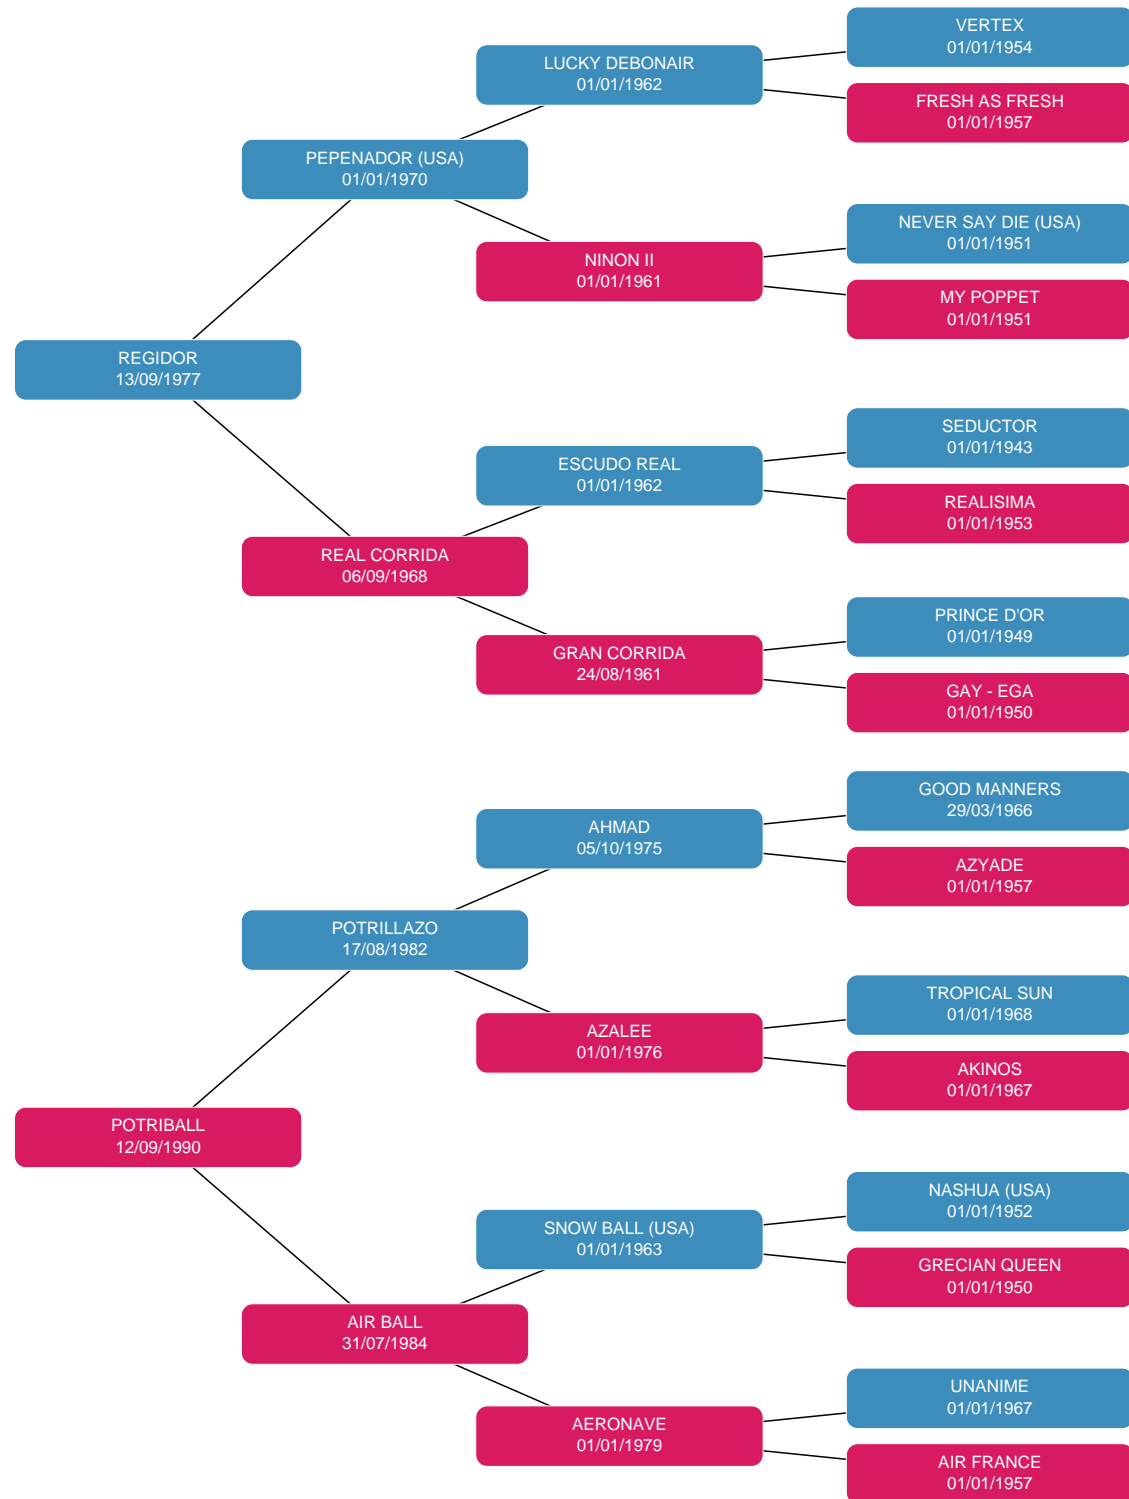 VERTEX
01/01/1954
LUCKY DEBONAIR
01/01/1962
FRESH AS FRESH
01/01/1957
PEPENADOR (USA)
01/01/1970
NEVER SAY DIE (USA)
01/01/1951
NINON II
01/01/1961
MY POPPET
01/01/1951
REGIDOR
13/09/1977
SEDUCTOR
01/01/1943
ESCUDO REAL
01/01/1962
REALISIMA
01/01/1953
REAL CORRIDA
06/09/1968
PRINCE D'OR
01/01/1949
GRAN CORRIDA
24/08/1961
GAY - EGA
01/01/1950
GOOD MANNERS
29/03/1966
AHMAD
05/10/1975
AZYADE
01/01/1957
POTRILLAZO
17/08/1982
TROPICAL SUN
01/01/1968
AZALEE
01/01/1976
AKINOS
01/01/1967
POTRIBALL
12/09/1990
NASHUA (USA)
01/01/1952
SNOW BALL (USA)
01/01/1963
GRECIAN QUEEN
01/01/1950
AIR BALL
31/07/1984
UNANIME
01/01/1967
AERONAVE
01/01/1979
AIR FRANCE
01/01/1957